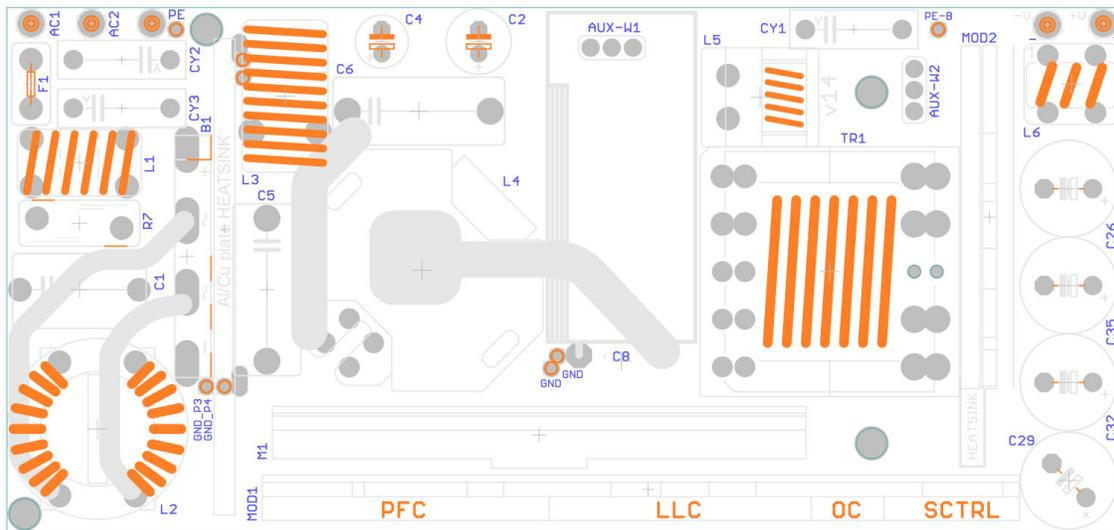 AC1
AC2
PE
C4
C2
AUX-W1
CY1
PE-B
-U
+U
L5
MOD2
-
-
CY2
F1
C6
AUX-W2
v14
CY3
B1
TR1
L6
L1
L3
C5
L4
R7
Al/Cu plate HEATSINK
C26
C1
C35
C8
GND
GND
GND_P3
GND_P4
C32
C29
HEATSINK
M1
L2
MOD1
PFC
LLC
OC
SCTRL